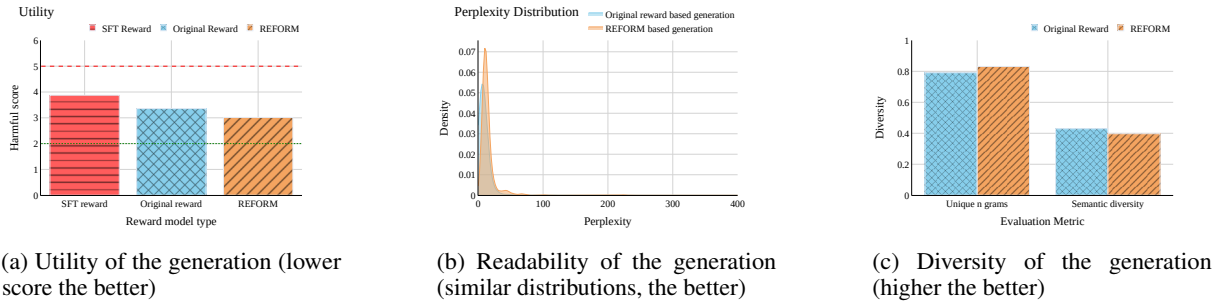 Utility
SFT Reward Original Reward REFORM
6
5
4
3
2
1
0
Harmful score
SFT reward Original reward REFORM
Reward model type
(a) Utility of the generation (lower
score the better)
Perplexity Distribution
Original reward based generation
REFORM based generation
0.07
0.06
0.05
0.04
0.03
0.02
0.01
0
Density
0 100 200 300 400
Perplexity
(b) Readability of the generation
(similar distributions, the better)
Original Reward REFORM
1
0.8
0.6
0.4
0.2
0
Diversity
Unique n grams Semantic diversity
Evaluation Metric
(c) Diversity of the generation
(higher the better)